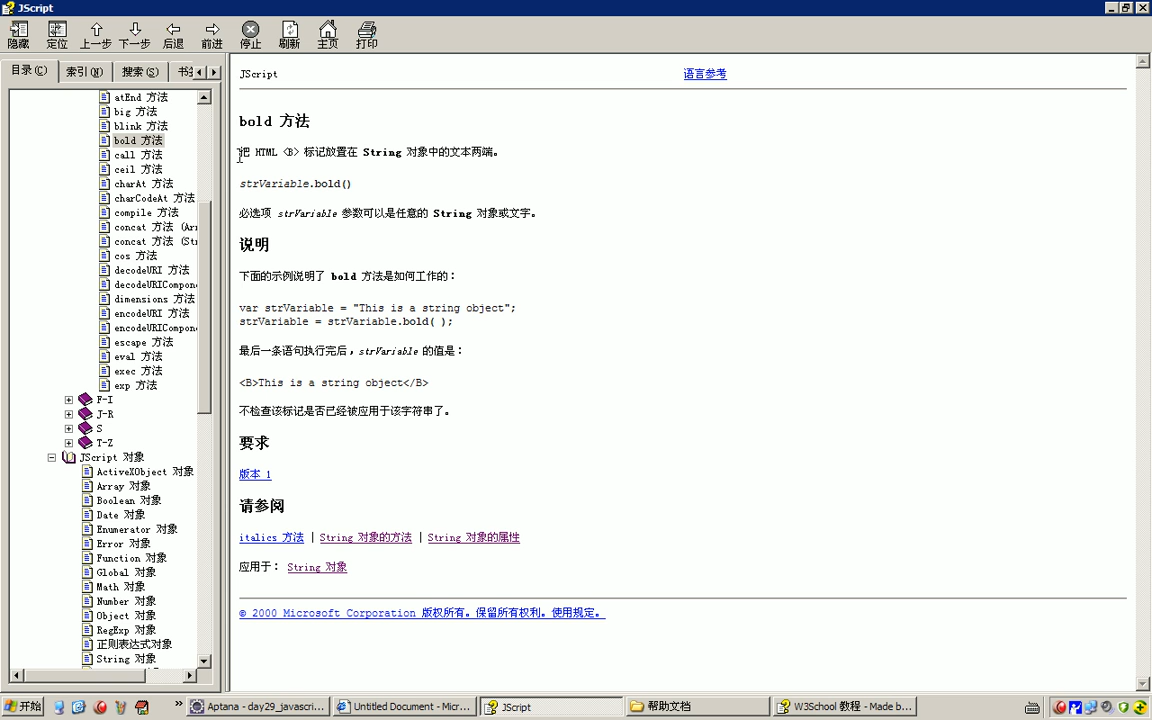 JScript
隐藏 定位 上一步 下一步 后退 前进 停止 刷新 主页 打印
目录(C) 索引(N) 搜索(S)
atEnd 方法
big 方法
blink 方法
bold 方法
call 方法
ceil 方法
charAt 方法
charCodeAt 方法
compile 方法
concat 方法 (Arr
concat 方法 (Str
cos 方法
decodeURI 方法
decodeURICompon
dimensions 方法
encodeURI 方法
encodeURICompon
escape 方法
eval 方法
exec 方法
exp 方法
F-I
J-R
S
T-Z
JScript 对象
ActiveXObject 对象
Array 对象
Boolean 对象
Date 对象
Enumerator 对象
Error 对象
Function 对象
Global 对象
Math 对象
Number 对象
Object 对象
RegExp 对象
正则表达式对象
String 对象
JScript 语言参考
bold 方法
把 HTML <B> 标记放置在 String 对象中的文本两端。
strVariable.bold()
必选项 strVariable 参数可以是任意的 String 对象或文字。
说明
下面的示例说明了 bold 方法是如何工作的：
var strVariable = "This is a string object";
strVariable = strVariable.bold( );
最后一条语句执行完后，strVariable 的值是：
<B>This is a string object</B>
不检查该标记是否已经被应用于该字符串了。
要求
版本 1
请参阅
italics 方法 | String 对象的方法 | String 对象的属性
应用于： String 对象
© 2000 Microsoft Corporation 版权所有。保留所有权利。使用规定。
开始 » Aptana - day29_javascri... Untitled Document - Micr... JScript 帮助文档 W3School 教程 - Made b...